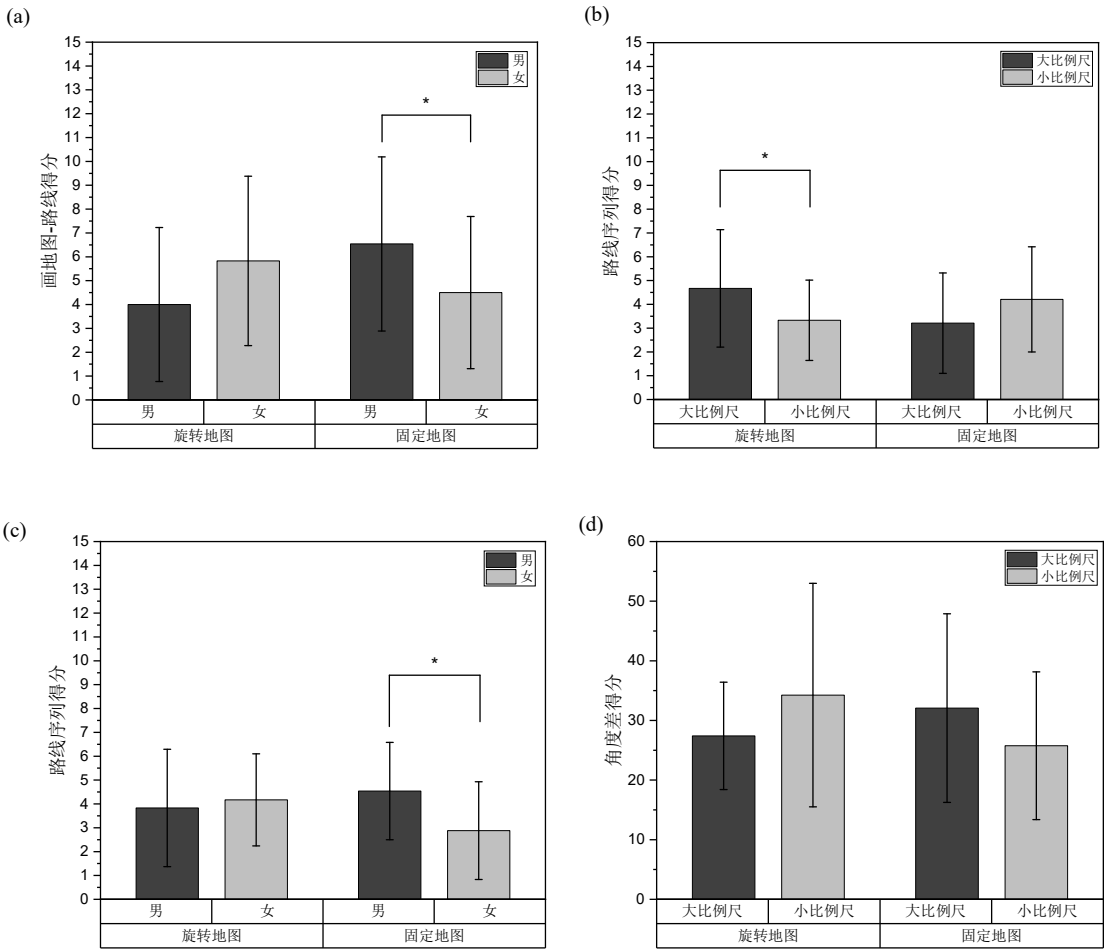 (a)
15
14
13
12
11
10
9
8
7
6
5
4
3
2
1
0
画地图-路线得分
男
女
*
男 女 男 女
旋转地图 固定地图
(b)
15
14
13
12
11
10
9
8
7
6
5
4
3
2
1
0
路线序列得分
大比例尺
小比例尺
*
大比例尺 小比例尺 大比例尺 小比例尺
旋转地图 固定地图
(c)
15
14
13
12
11
10
9
8
7
6
5
4
3
2
1
0
路线序列得分
男
女
*
男 女 男 女
旋转地图 固定地图
(d)
60
50
40
30
20
10
0
角度差得分
大比例尺
小比例尺
大比例尺 小比例尺 大比例尺 小比例尺
旋转地图 固定地图